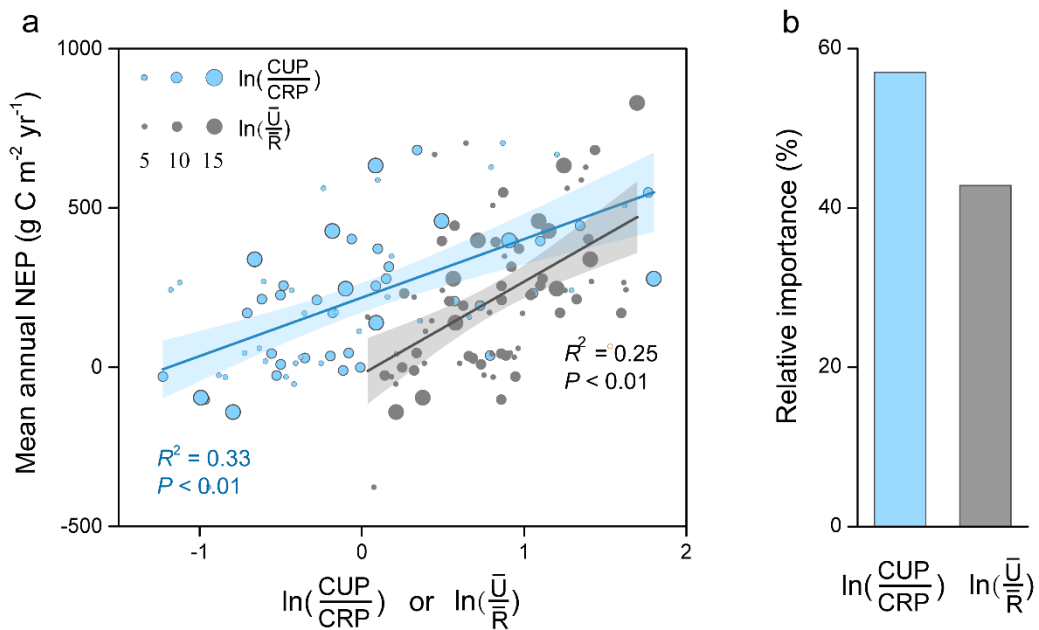 a
b
1000
500
0
-500
Mean annual NEP (g C m⁻² yr⁻¹)
ln(CUP/CRP)
ln(Ū/R̄)
5 10 15
R² = 0.25
P < 0.01
R² = 0.33
P < 0.01
-1 0 1 2
ln(CUP/CRP) or ln(Ū/R̄)
60
40
20
0
Relative importance (%)
ln(CUP/CRP) ln(Ū/R̄)